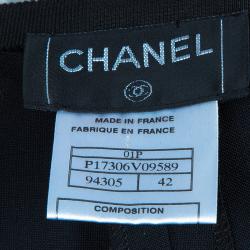 CHANEL
MADE IN FRANCE
FABRIQUE EN FRANCE
01P
P17306V09589
94305 42
COMPOSITION